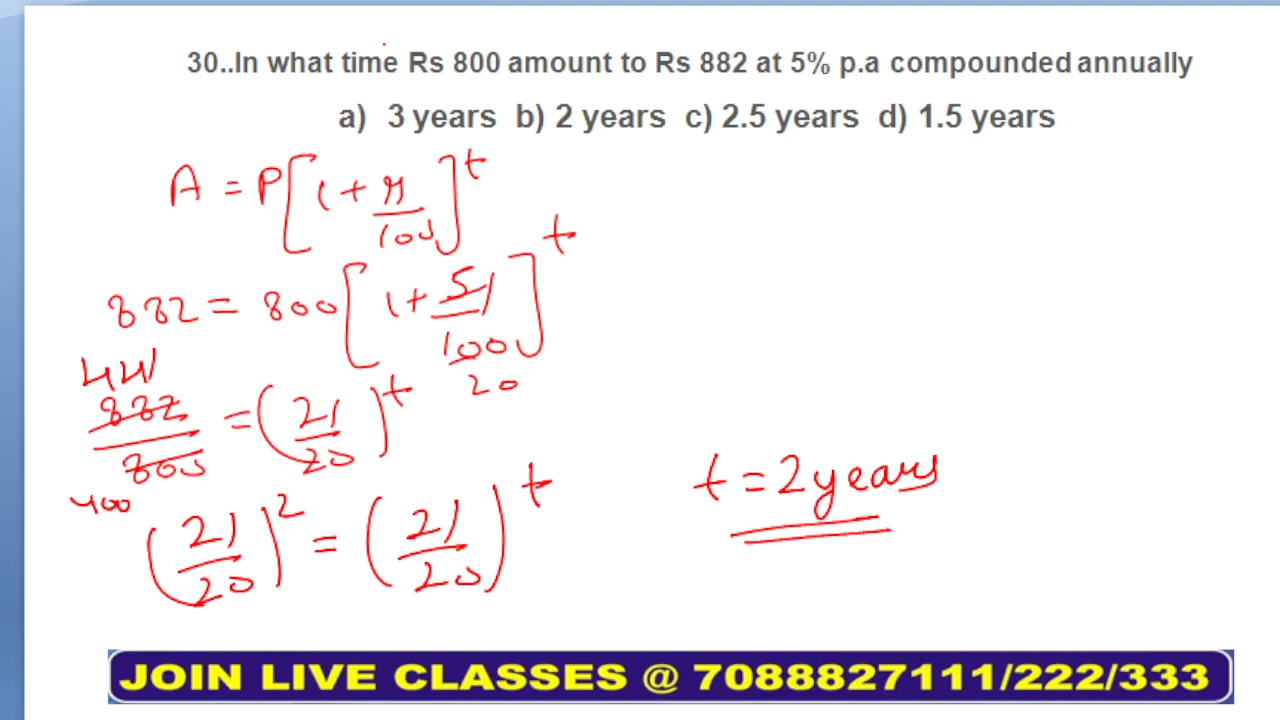 30..In what time Rs 800 amount to Rs 882 at 5% p.a compounded annually
a) 3 years b) 2 years c) 2.5 years d) 1.5 years
A = P[1 + r/100]^t
882 = 800[1 + 5/100]^t
20
441
882/800 = (21/20)^t
400
(21/20)^2 = (21/20)^t
t = 2 years
JOIN LIVE CLASSES @ 7088827111/222/333